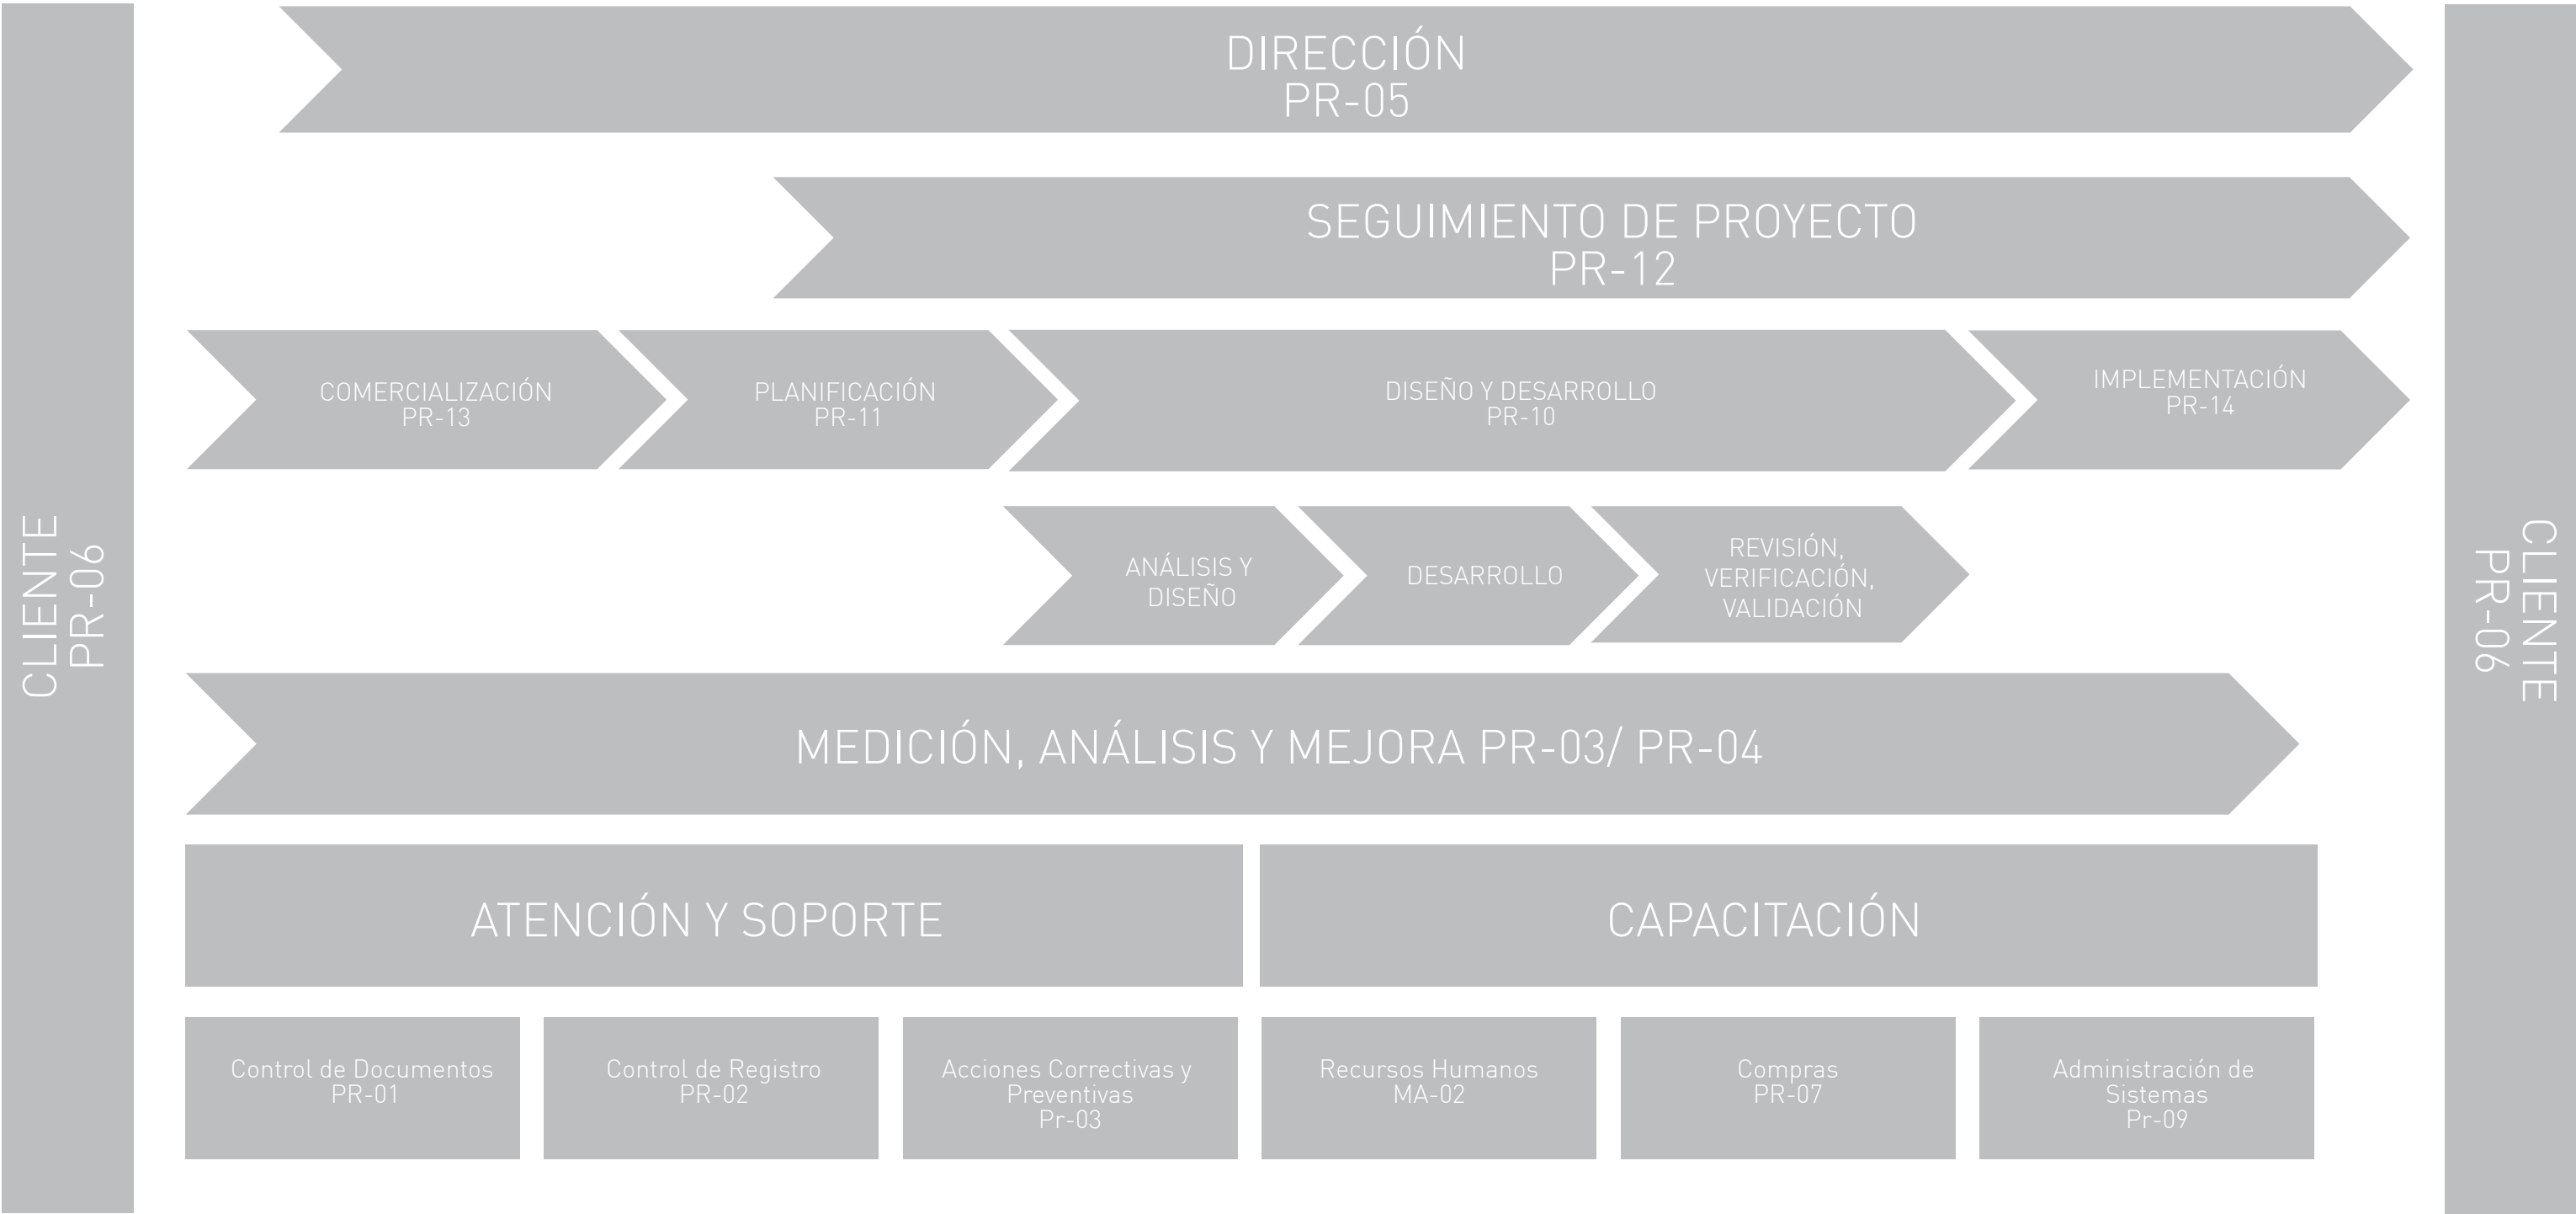 CLIENTE
PR-06
DIRECCIÓN
PR-05
SEGUIMIENTO DE PROYECTO
PR-12
COMERCIALIZACIÓN
PR-13
PLANIFICACIÓN
PR-11
DISEÑO Y DESARROLLO
PR-10
IMPLEMENTACIÓN
PR-14
ANÁLISIS Y
DISEÑO
DESARROLLO
REVISIÓN,
VERIFICACIÓN,
VALIDACIÓN
MEDICIÓN, ANÁLISIS Y MEJORA PR-03/ PR-04
ATENCIÓN Y SOPORTE
CAPACITACIÓN
Control de Documentos
PR-01
Control de Registro
PR-02
Acciones Correctivas y
Preventivas
Pr-03
Recursos Humanos
MA-02
Compras
PR-07
Administración de
Sistemas
Pr-09
CLIENTE
PR-06